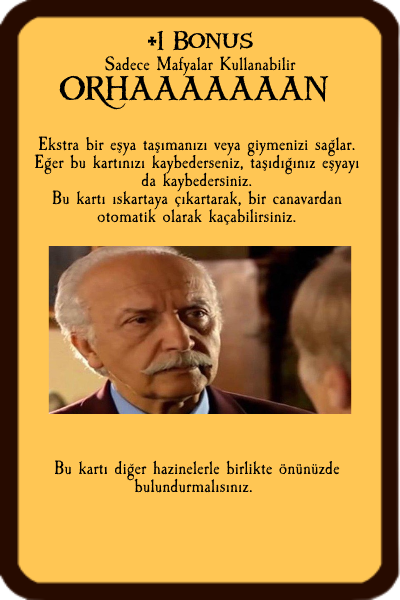 +1 Bonus
Sadece Mafyalar Kullanabilir
ORHAAAAAAAN
Ekstra bir eşya taşımanızı veya giymenizi sağlar.
Eğer bu kartınızı kaybederseniz, taşıdığınız eşyayı
da kaybedersiniz.
Bu kartı ıskartaya çıkartarak, bir canavardan
otomatik olarak kaçabilirsiniz.
Bu kartı diğer hazinelerle birlikte önünüzde
bulundurmalısınız.